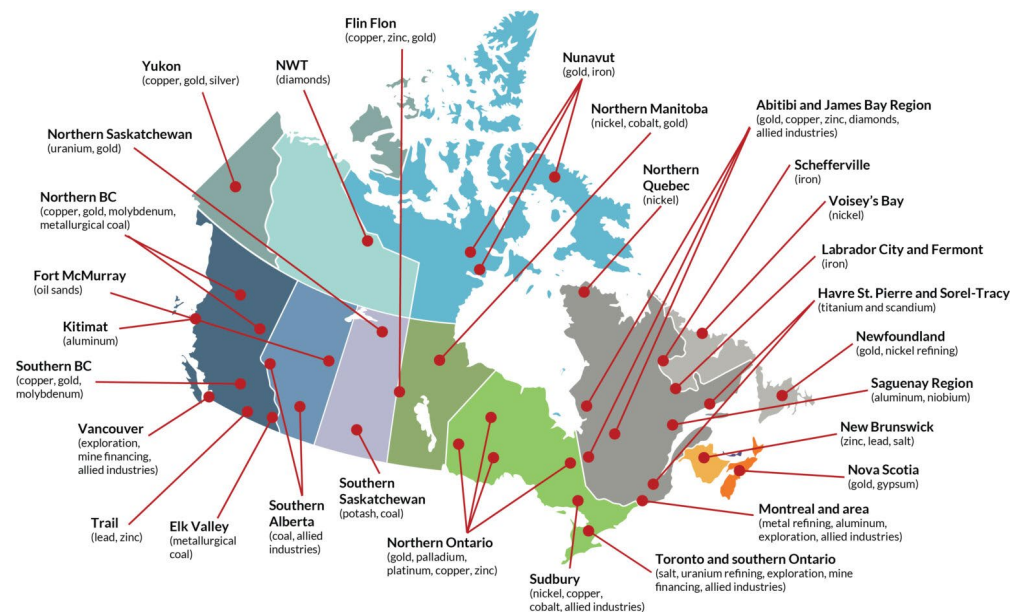 Flin Flon
(copper, zinc, gold)
Yukon
(copper, gold, silver)
NWT
(diamonds)
Nunavut
(gold, iron)
Northern Manitoba
(nickel, cobalt, gold)
Abitibi and James Bay Region
(gold, copper, zinc, diamonds,
allied industries)
Northern Saskatchewan
(uranium, gold)
Northern
Quebec
(nickel)
Schefferville
(iron)
Northern BC
(copper, gold, molybdenum,
metallurgical coal)
Voisey's Bay
(nickel)
Labrador City and Fermont
(iron)
Fort McMurray
(oil sands)
Havre St. Pierre and Sorel-Tracy
(titanium and scandium)
Kitimat
(aluminum)
Newfoundland
(gold, nickel refining)
Southern BC
(copper, gold,
molybdenum)
Saguenay Region
(aluminum, niobium)
Vancouver
(exploration,
mine financing,
allied industries)
New Brunswick
(zinc, lead, salt)
Nova Scotia
(gold, gypsum)
Trail
(lead, zinc)
Elk Valley
(metallurgical
coal)
Southern
Alberta
(coal, allied
industries)
Southern
Saskatchewan
(potash, coal)
Northern Ontario
(gold, palladium,
platinum, copper, zinc)
Sudbury
(nickel, copper,
cobalt, allied industries)
Montreal and area
(metal refining, aluminum,
exploration, allied industries)
Toronto and southern Ontario
(salt, uranium refining, exploration, mine
financing, allied industries)